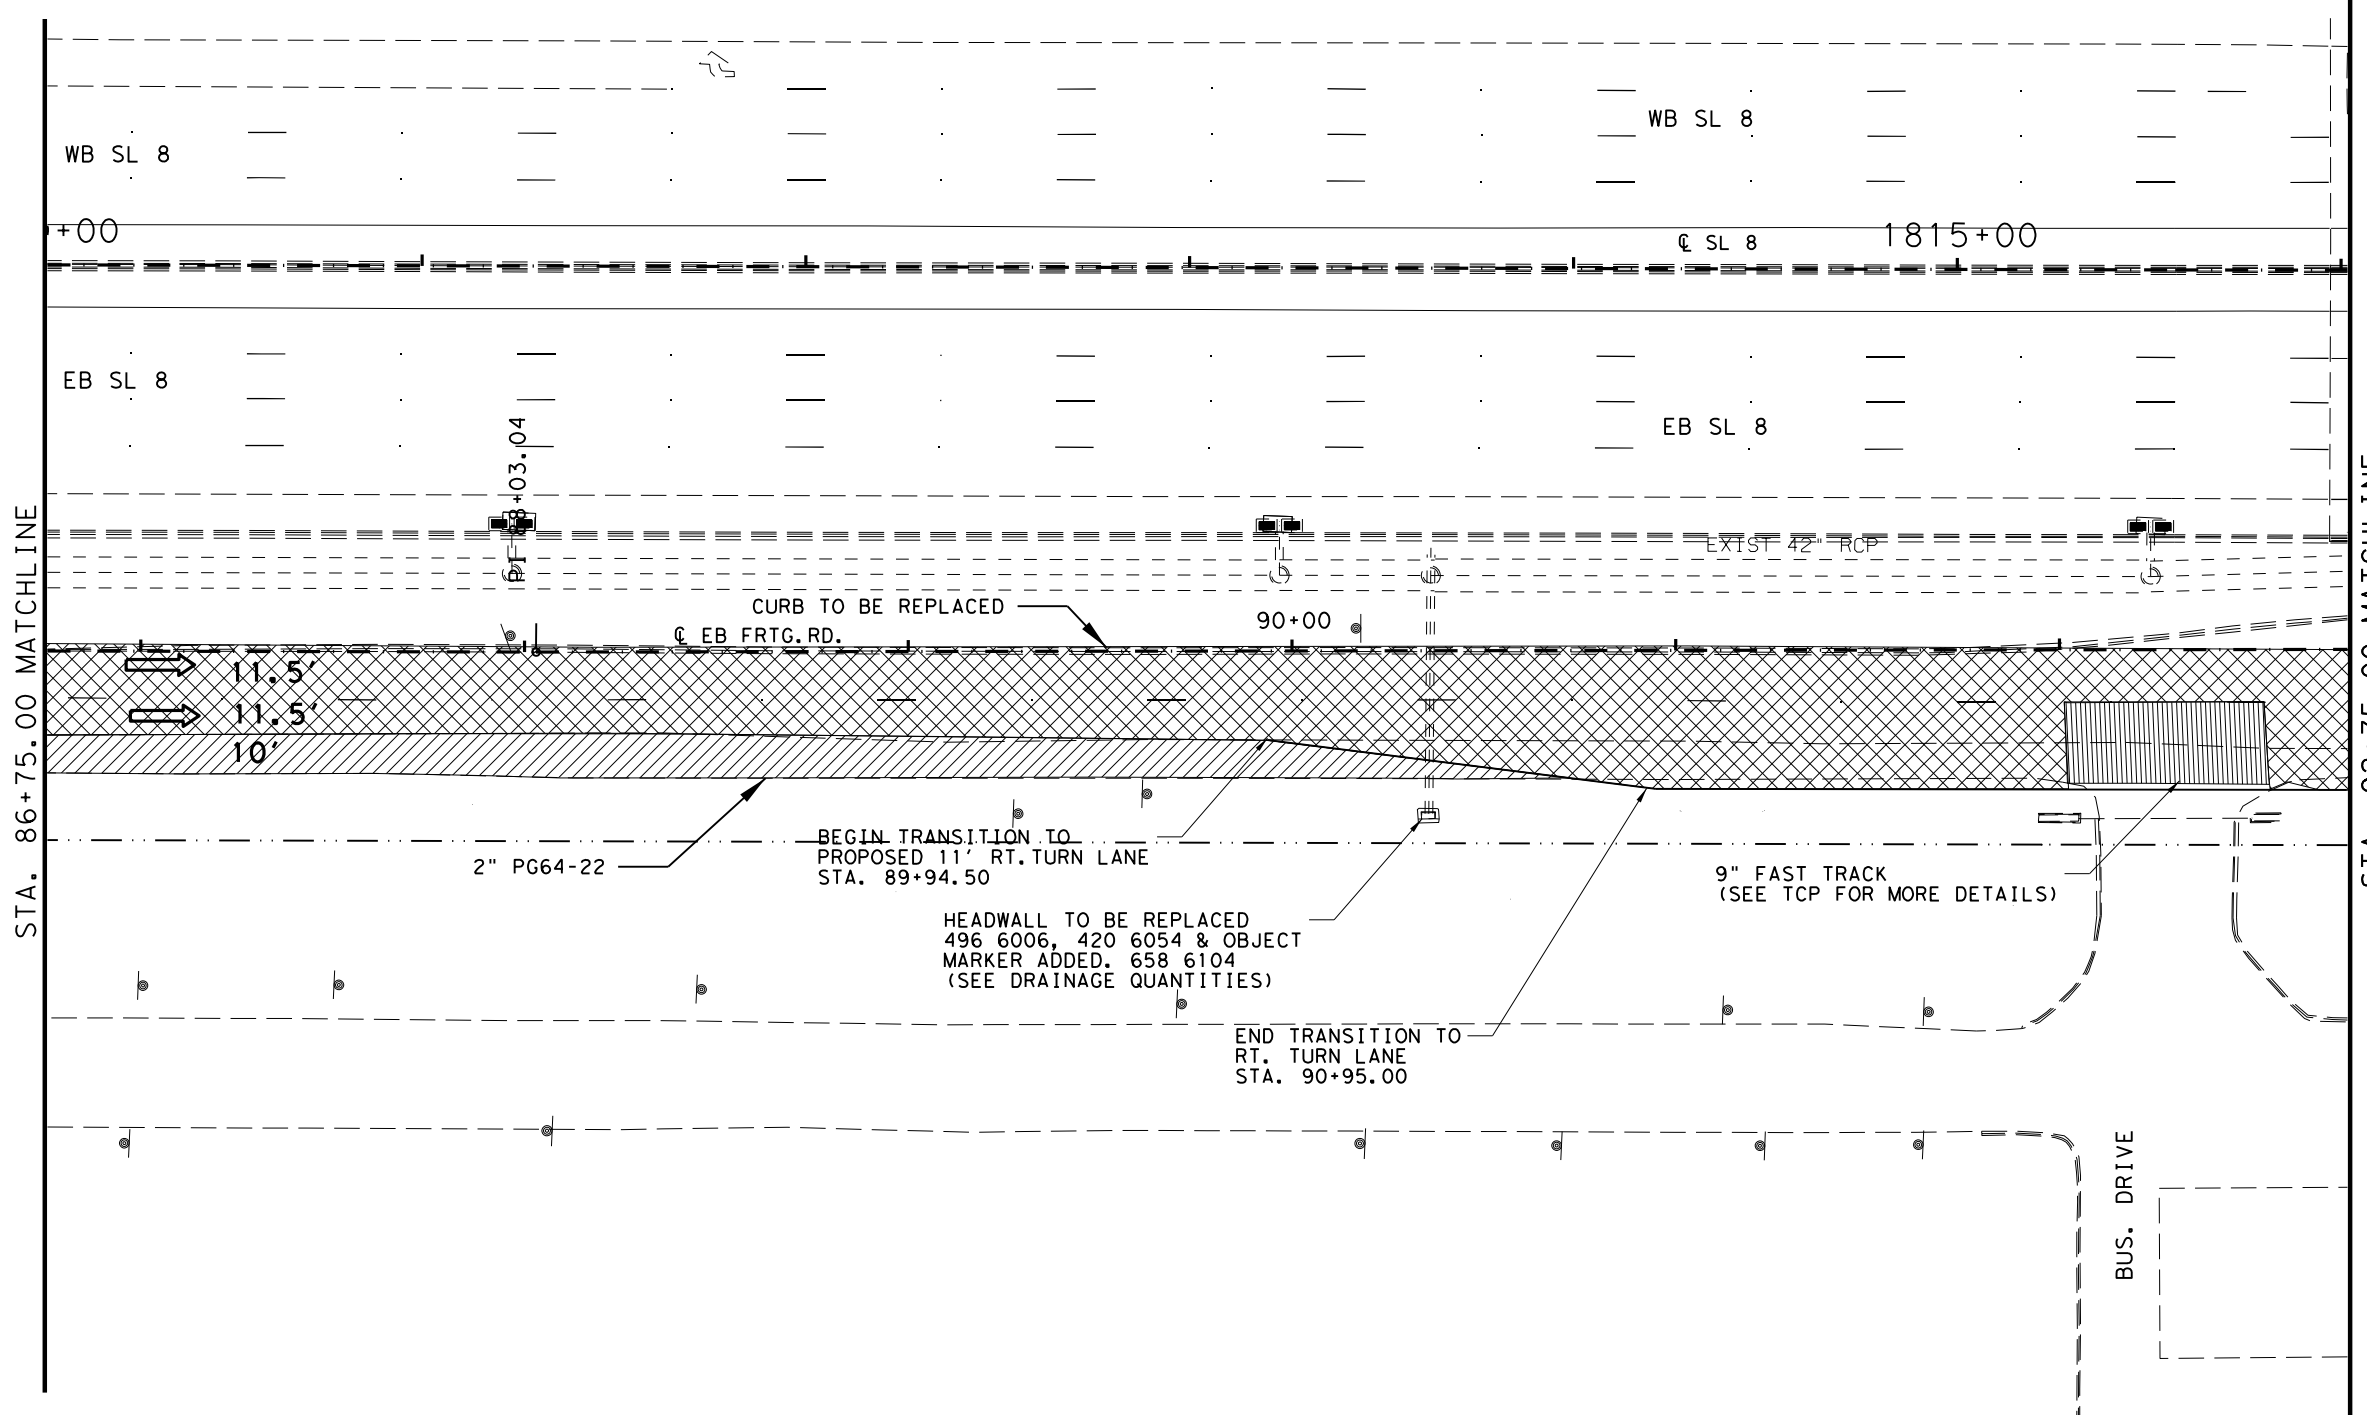 WB SL 8
WB SL 8
+00
℄ SL 8
1815+00
EB SL 8
EB SL 8
PI 88+03.04
EXIST 42" RCP
CURB TO BE REPLACED
℄ EB FRTG.RD.
90+00
11.5'
11.5'
10'
STA. 86+75.00 MATCHLINE
2" PG64-22
BEGIN TRANSITION TO
PROPOSED 11' RT.TURN LANE
STA. 89+94.50
9" FAST TRACK
(SEE TCP FOR MORE DETAILS)
HEADWALL TO BE REPLACED
496 6006, 420 6054 & OBJECT
MARKER ADDED. 658 6104
(SEE DRAINAGE QUANTITIES)
END TRANSITION TO
RT. TURN LANE
STA. 90+95.00
BUS. DRIVE